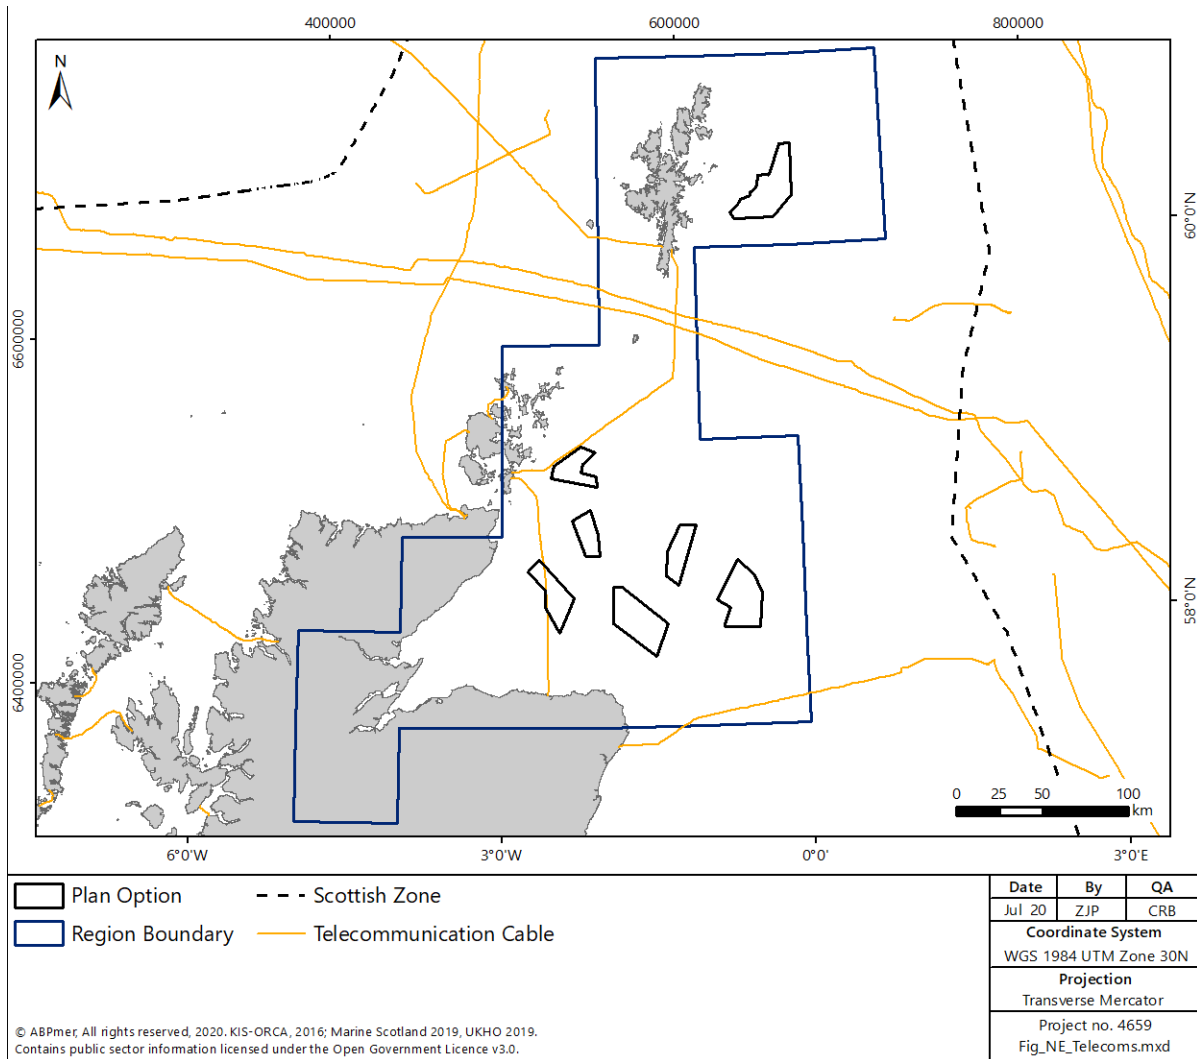 400000
600000
800000
N
60°0'N
6600000
58°0'N
6400000
0
25
50
100
km
6°0'W
3°0'W
0°0'
3°0'E
Plan Option
Scottish Zone
Region Boundary
Telecommunication Cable
Date
By
QA
Jul 20
ZJP
CRB
Coordinate System
WGS 1984 UTM Zone 30N
Projection
Transverse Mercator
Project no. 4659
Fig_NE_Telecoms.mxd
© ABPmer, All rights reserved, 2020. KIS-ORCA, 2016; Marine Scotland 2019, UKHO 2019.
Contains public sector information licensed under the Open Government Licence v3.0.